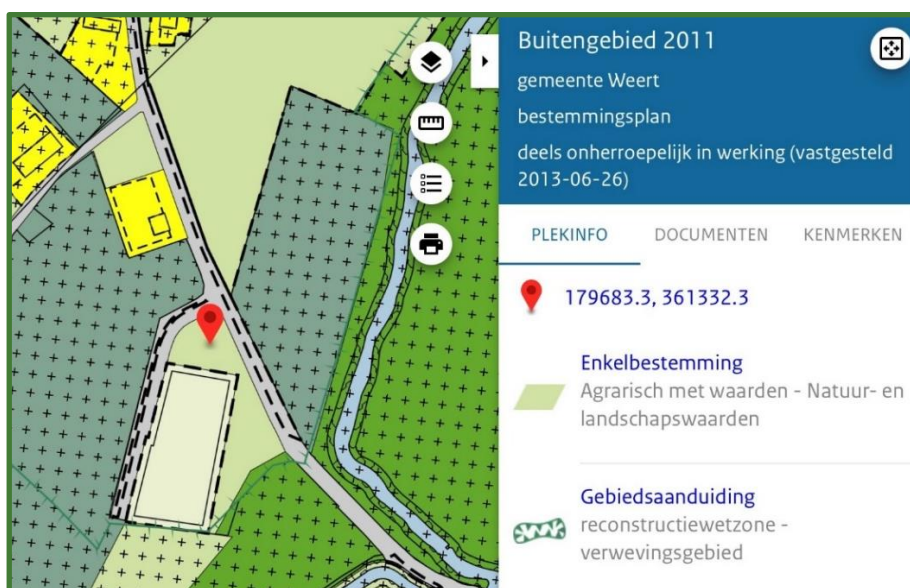 Buitengebied 2011
gemeente Weert
bestemmingsplan
deels onherroepelijk in werking (vastgesteld
2013-06-26)
PLEKINFO DOCUMENTEN KENMERKEN
179683.3, 361332.3
Enkelbestemming
Agrarisch met waarden - Natuur- en
landschapswaarden
Gebiedsaanduiding
reconstructiewetzone -
verwevingsgebied